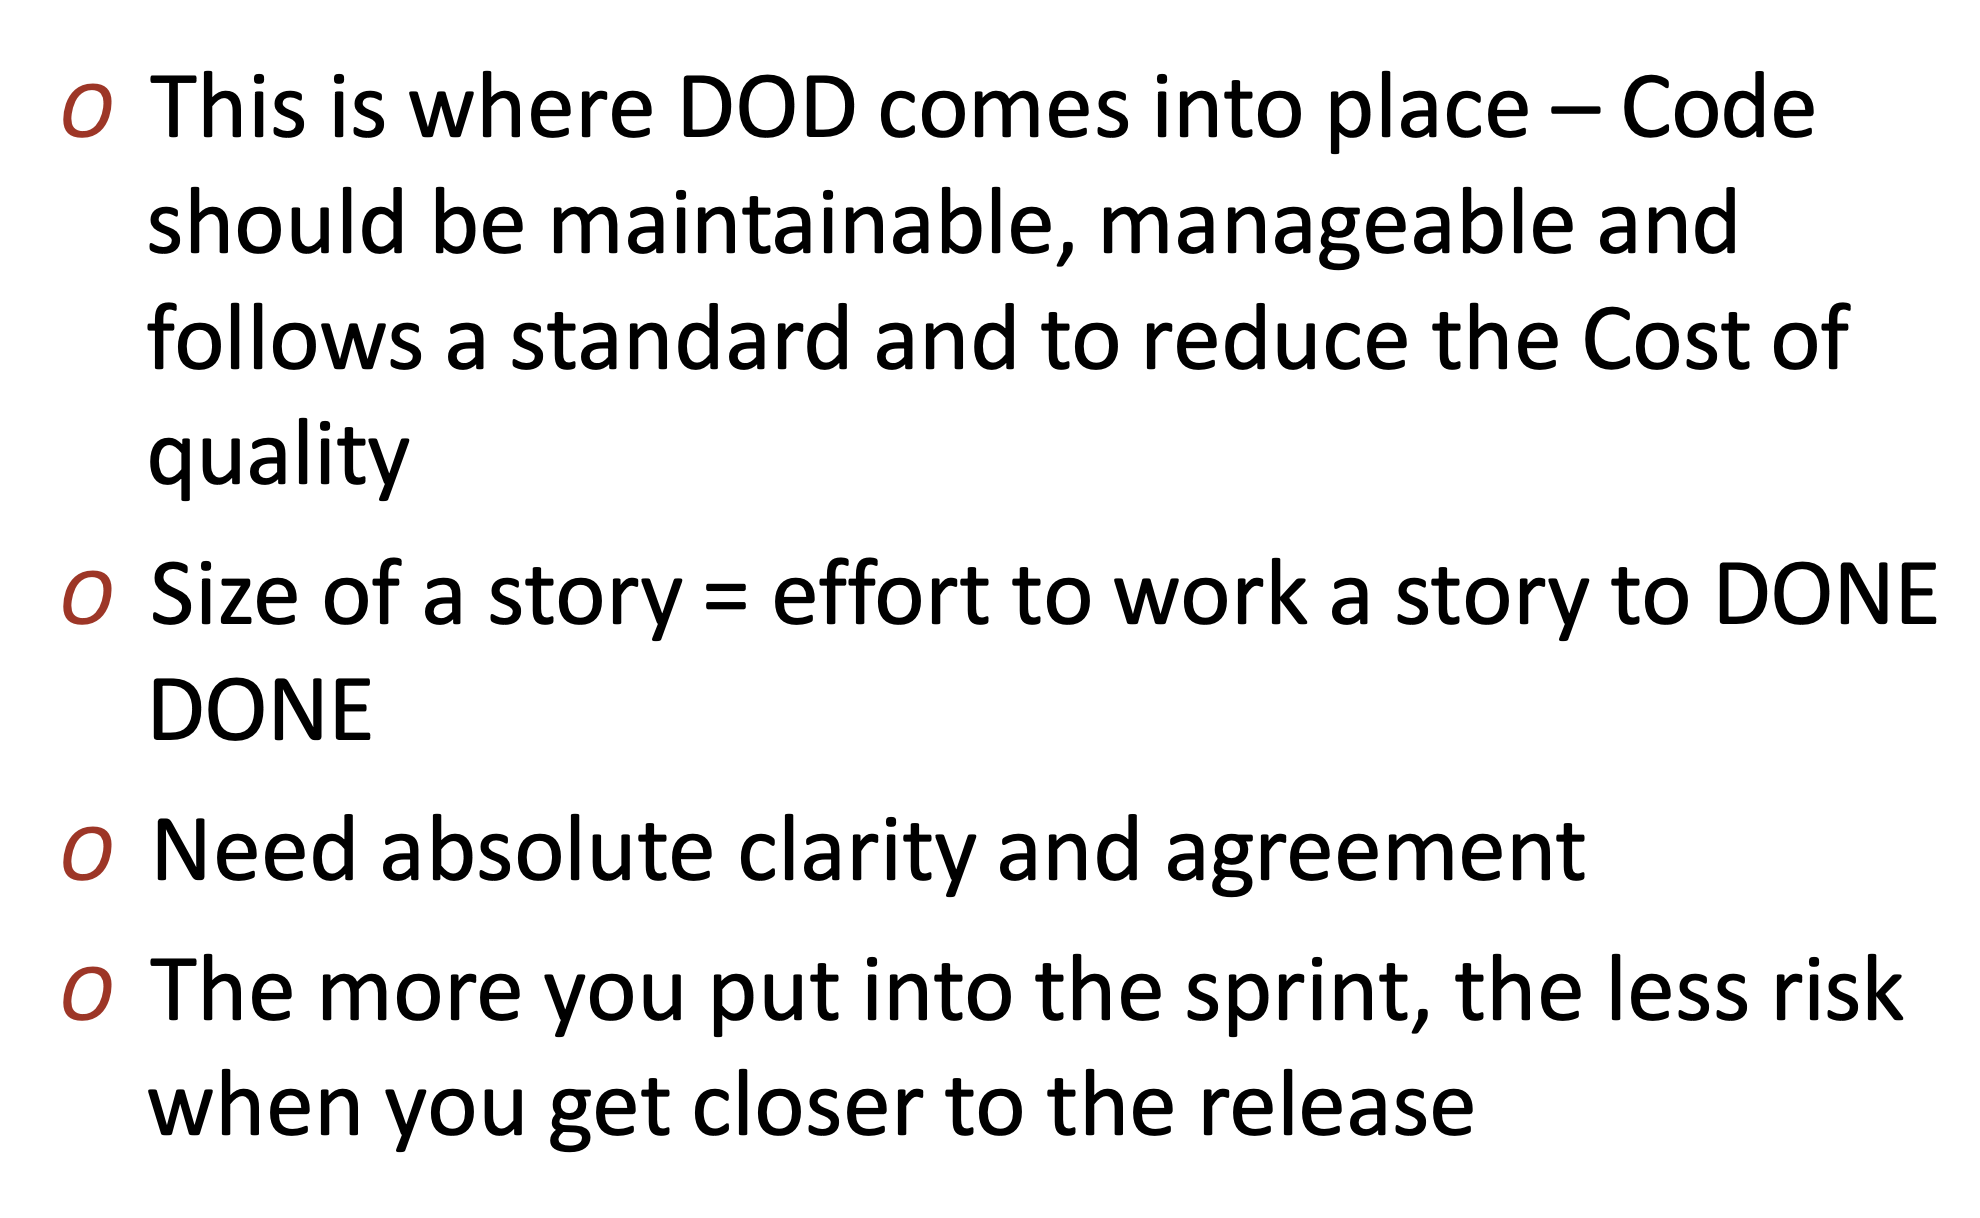 o This is where DOD comes into place – Code
should be maintainable, manageable and
follows a standard and to reduce the Cost of
quality
o Size of a story = effort to work a story to DONE
DONE
o Need absolute clarity and agreement
o The more you put into the sprint, the less risk
when you get closer to the release